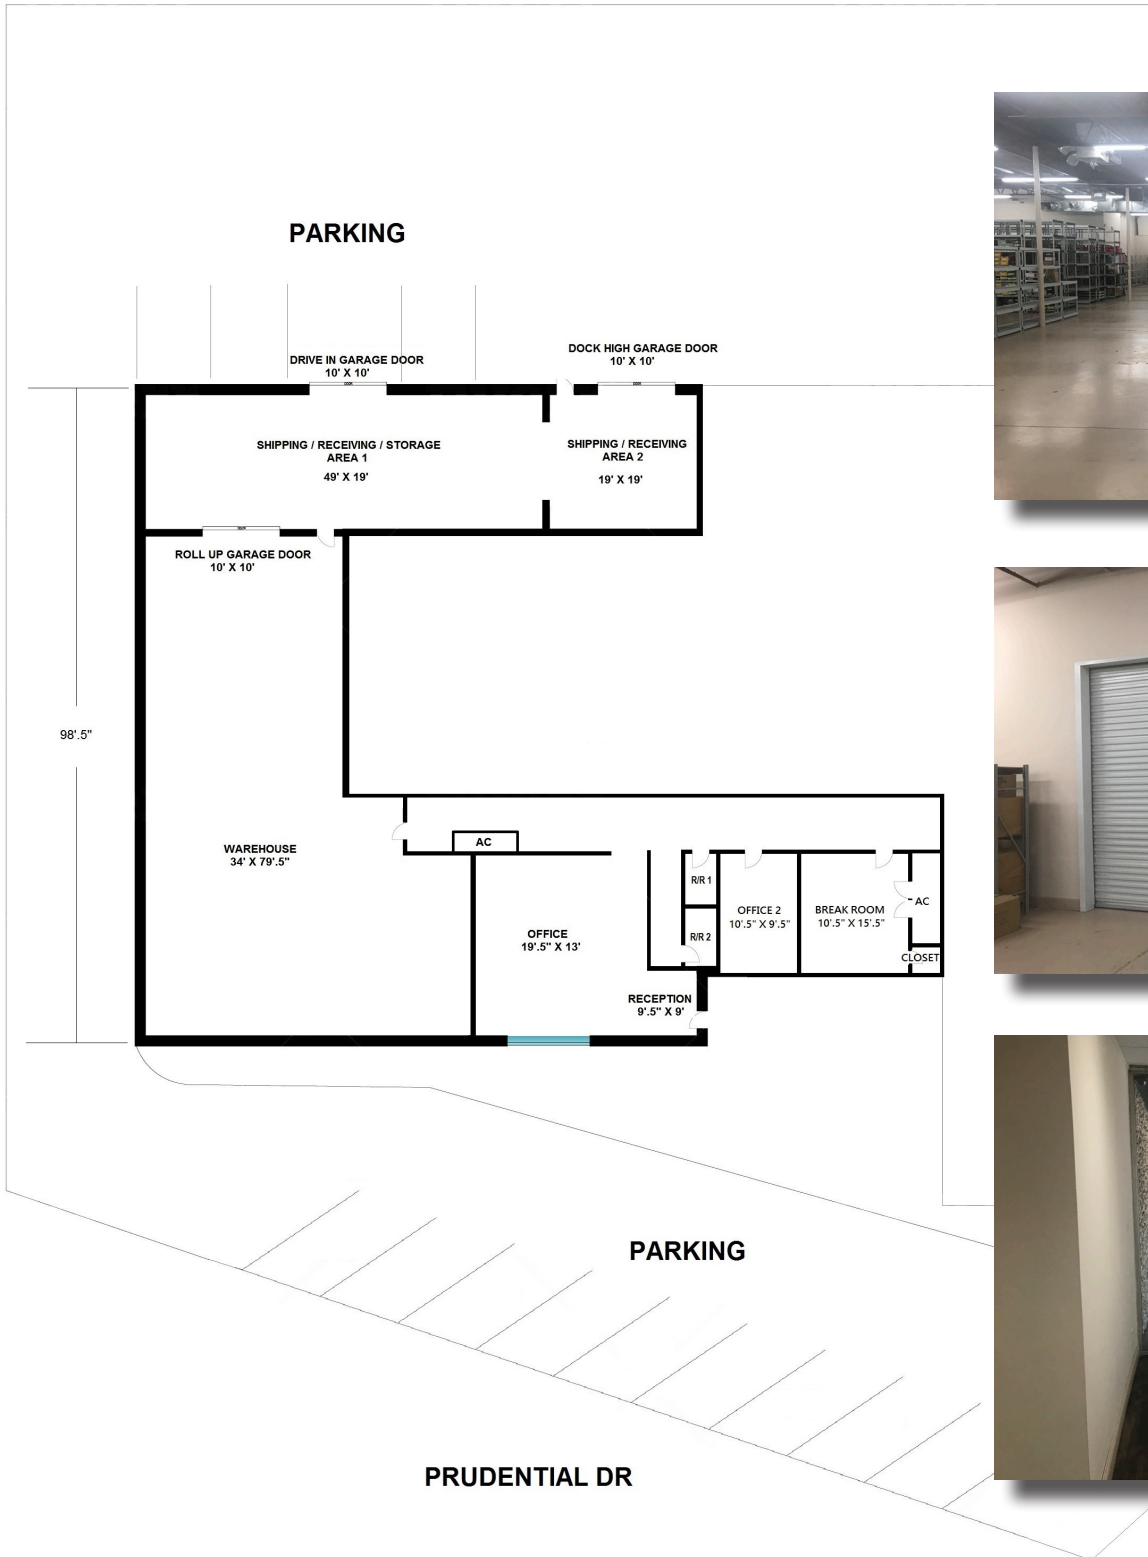 PARKING
DRIVE IN GARAGE DOOR
10' X 10'
DOCK HIGH GARAGE DOOR
10' X 10'
DOOR
DOOR
SHIPPING / RECEIVING / STORAGE
AREA 1
49' X 19'
SHIPPING / RECEIVING
AREA 2
19' X 19'
DOOR
ROLL UP GARAGE DOOR
10' X 10'
98'.5"
WAREHOUSE
34' X 79'.5"
AC
R/R 1
R/R 2
OFFICE
19'.5" X 13'
OFFICE 2
10'.5" X 9'.5"
BREAK ROOM
10'.5" X 15'.5"
AC
CLOSET
RECEPTION
9'.5" X 9'
PARKING
PRUDENTIAL DR